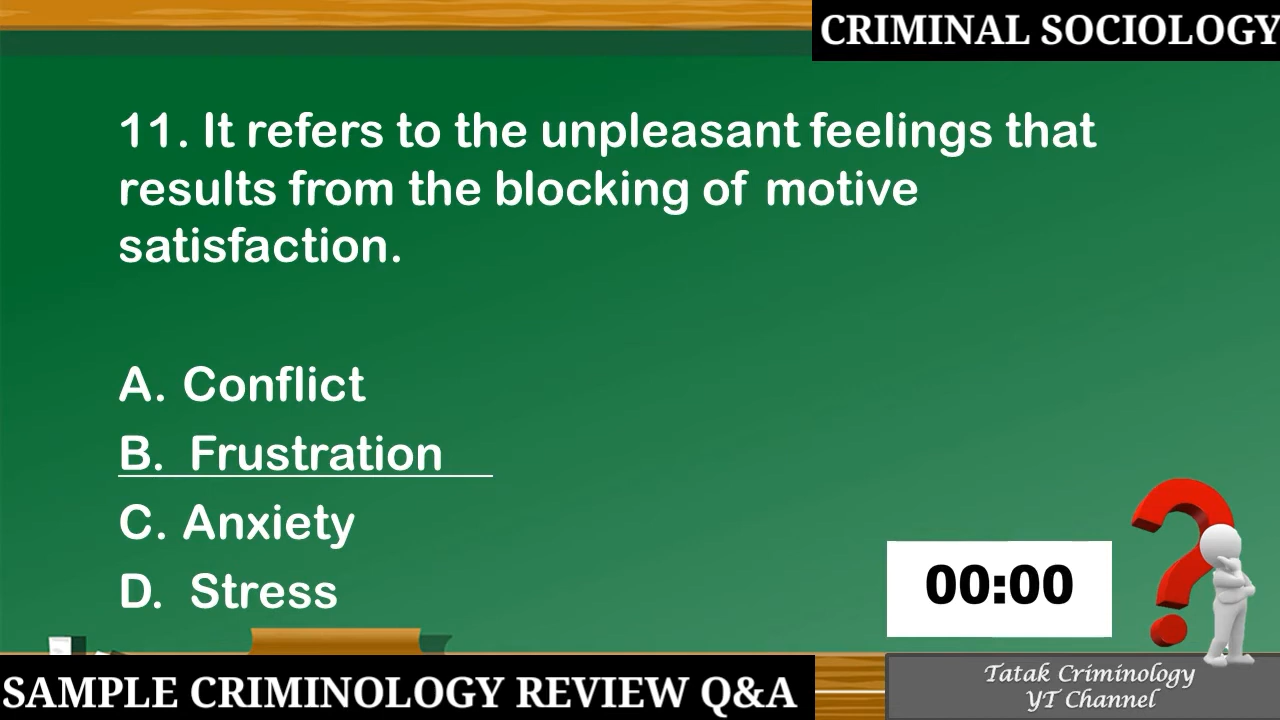 CRIMINAL SOCIOLOGY
11. It refers to the unpleasant feelings that
results from the blocking of motive
satisfaction.
A. Conflict
B. Frustration
C. Anxiety
D. Stress
00:00
Tatak Criminology
YT Channel
SAMPLE CRIMINOLOGY REVIEW Q&A